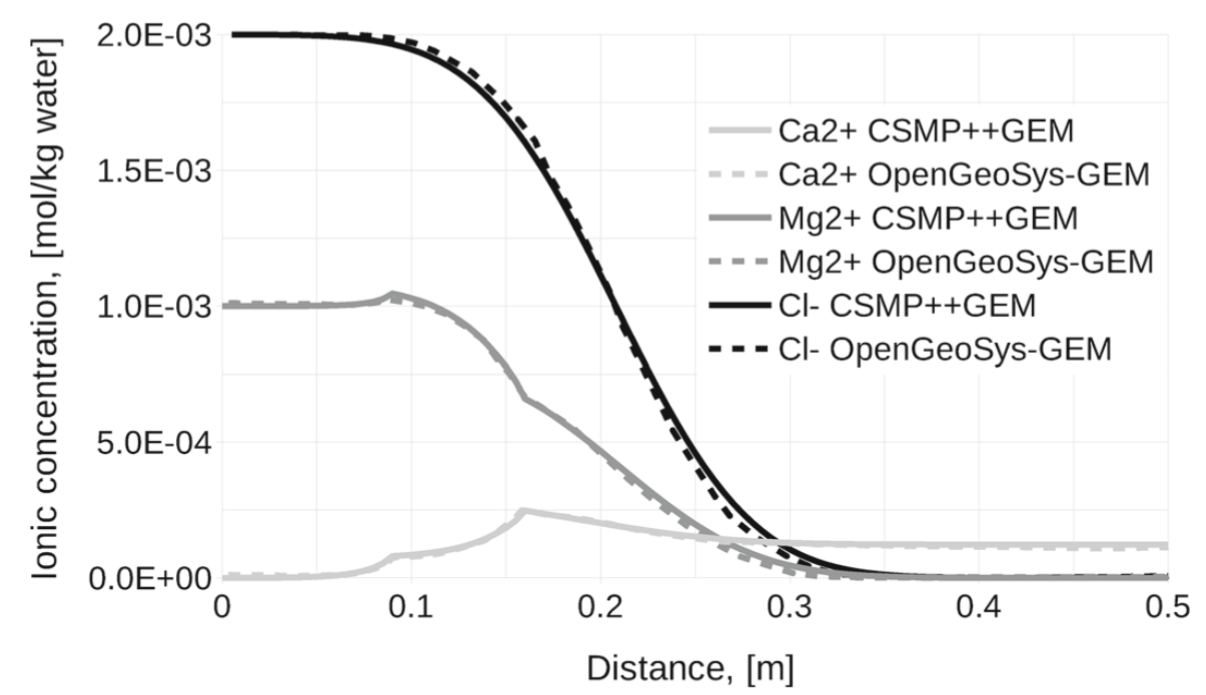 Ionic concentration, [mol/kg water]
2.0E-03
1.5E-03
1.0E-03
5.0E-04
0.0E+00
Ca2+ CSMP++GEM
Ca2+ OpenGeoSys-GEM
Mg2+ CSMP++GEM
Mg2+ OpenGeoSys-GEM
Cl- CSMP++GEM
Cl- OpenGeoSys-GEM
0 0.1 0.2 0.3 0.4 0.5
Distance, [m]